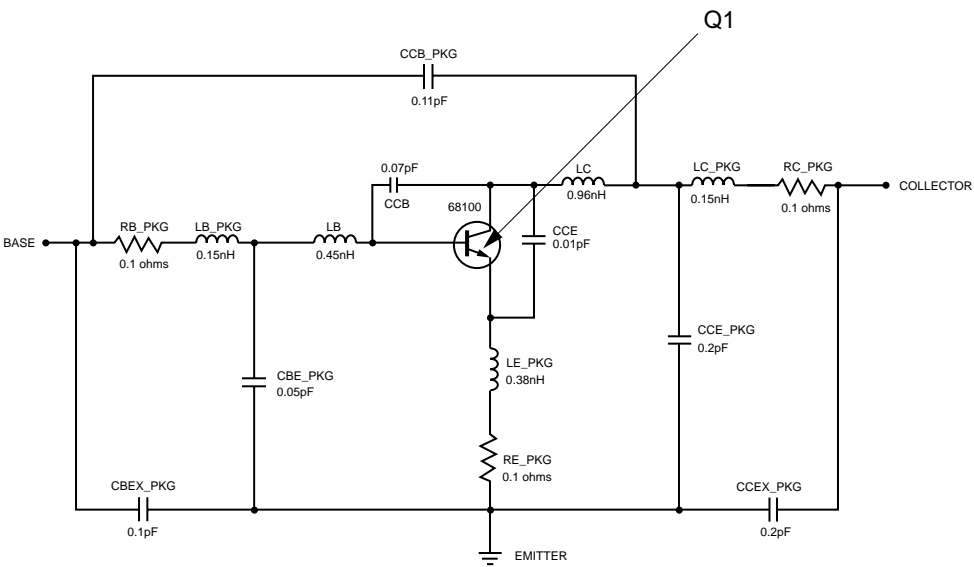 Q1
CCB_PKG
0.11pF
0.07pF
CCB
68100
LC
0.96nH
LC_PKG
0.15nH
RC_PKG
0.1 ohms
COLLECTOR
BASE
RB_PKG
0.1 ohms
LB_PKG
0.15nH
LB
0.45nH
CCE
0.01pF
CCE_PKG
0.2pF
LE_PKG
0.38nH
CBE_PKG
0.05pF
RE_PKG
0.1 ohms
CBEX_PKG
0.1pF
CCEX_PKG
0.2pF
EMITTER